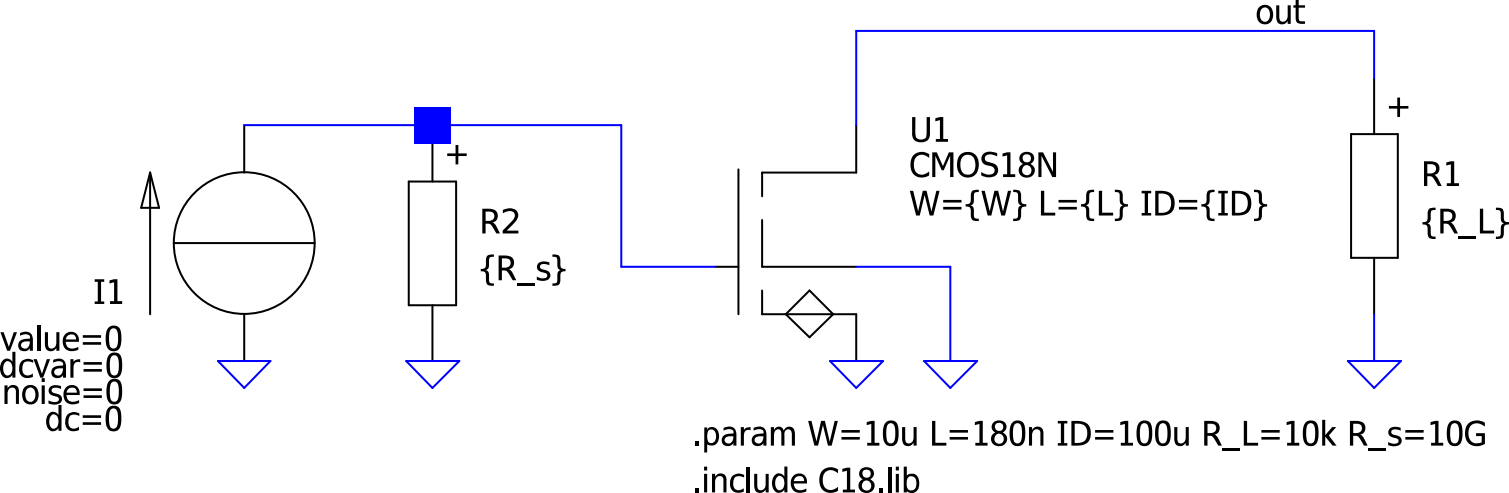 out
+
U1
CMOS18N
W={W} L={L} ID={ID}
+
R1
{R_L}
+
R2
{R_s}
I1
value=0
dcvar=0
noise=0
dc=0
.param W=10u L=180n ID=100u R_L=10k R_s=10G
.include C18.lib